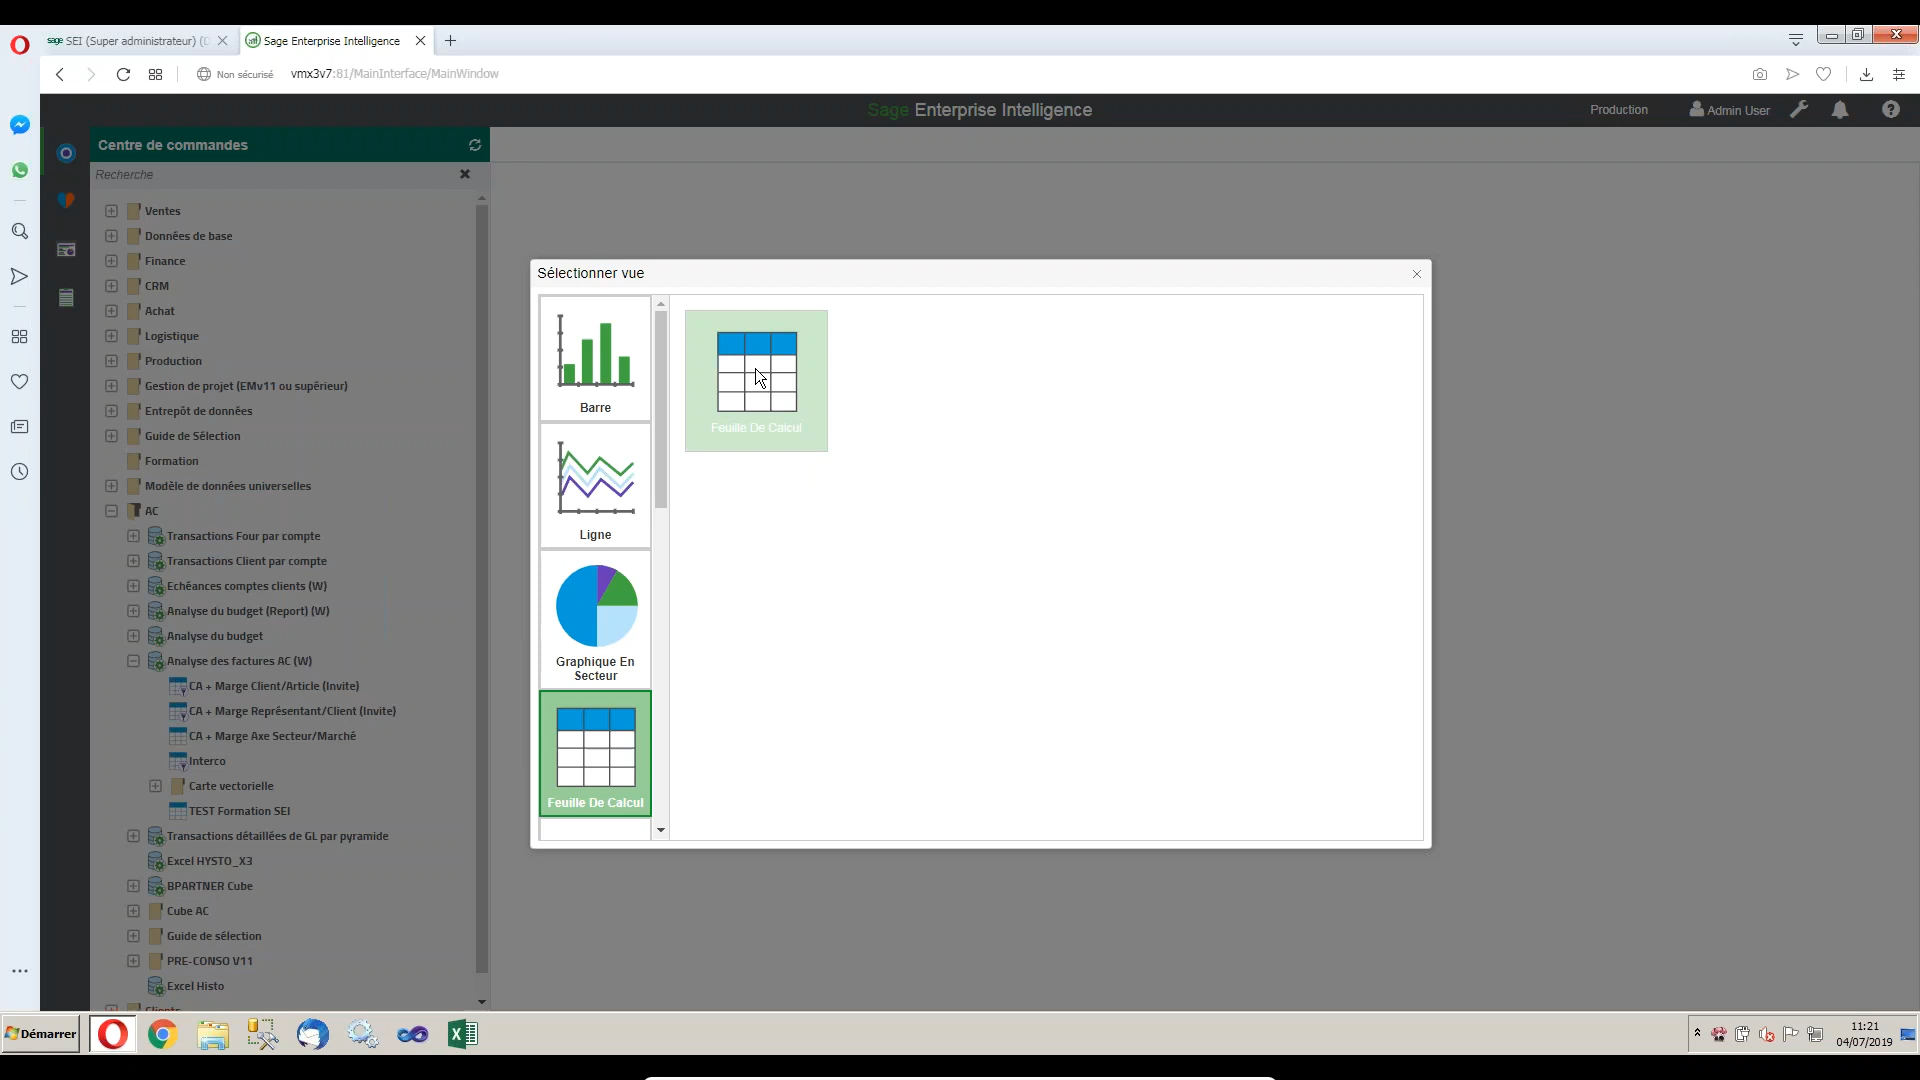 sage SEI (Super administrateur) (
Sage Enterprise Intelligence
Non sécurisé
vmx3v7:81/MainInterface/MainWindow
Sage Enterprise Intelligence
Production
Admin User
Centre de commandes
Recherche
Ventes
Données de base
Finance
CRM
Achat
Logistique
Production
Gestion de projet (EMv11 ou supérieur)
Entrepôt de données
Guide de Sélection
Formation
Modèle de données universelles
AC
Transactions Four par compte
Transactions Client par compte
Echéances comptes clients (W)
Analyse du budget (Report) (W)
Analyse du budget
Analyse des factures AC (W)
CA + Marge Client/Article (Invite)
CA + Marge Représentant/Client (Invite)
CA + Marge Axe Secteur/Marché
Interco
Carte vectorielle
TEST Formation SEI
Transactions détaillées de GL par pyramide
Excel HYSTO_X3
BPARTNER Cube
Cube AC
Guide de sélection
PRE-CONSO V11
Excel Histo
Sélectionner vue
Barre
Ligne
Graphique En
Secteur
Feuille De Calcul
Feuille De Calcul
Démarrer
11:21
04/07/2019